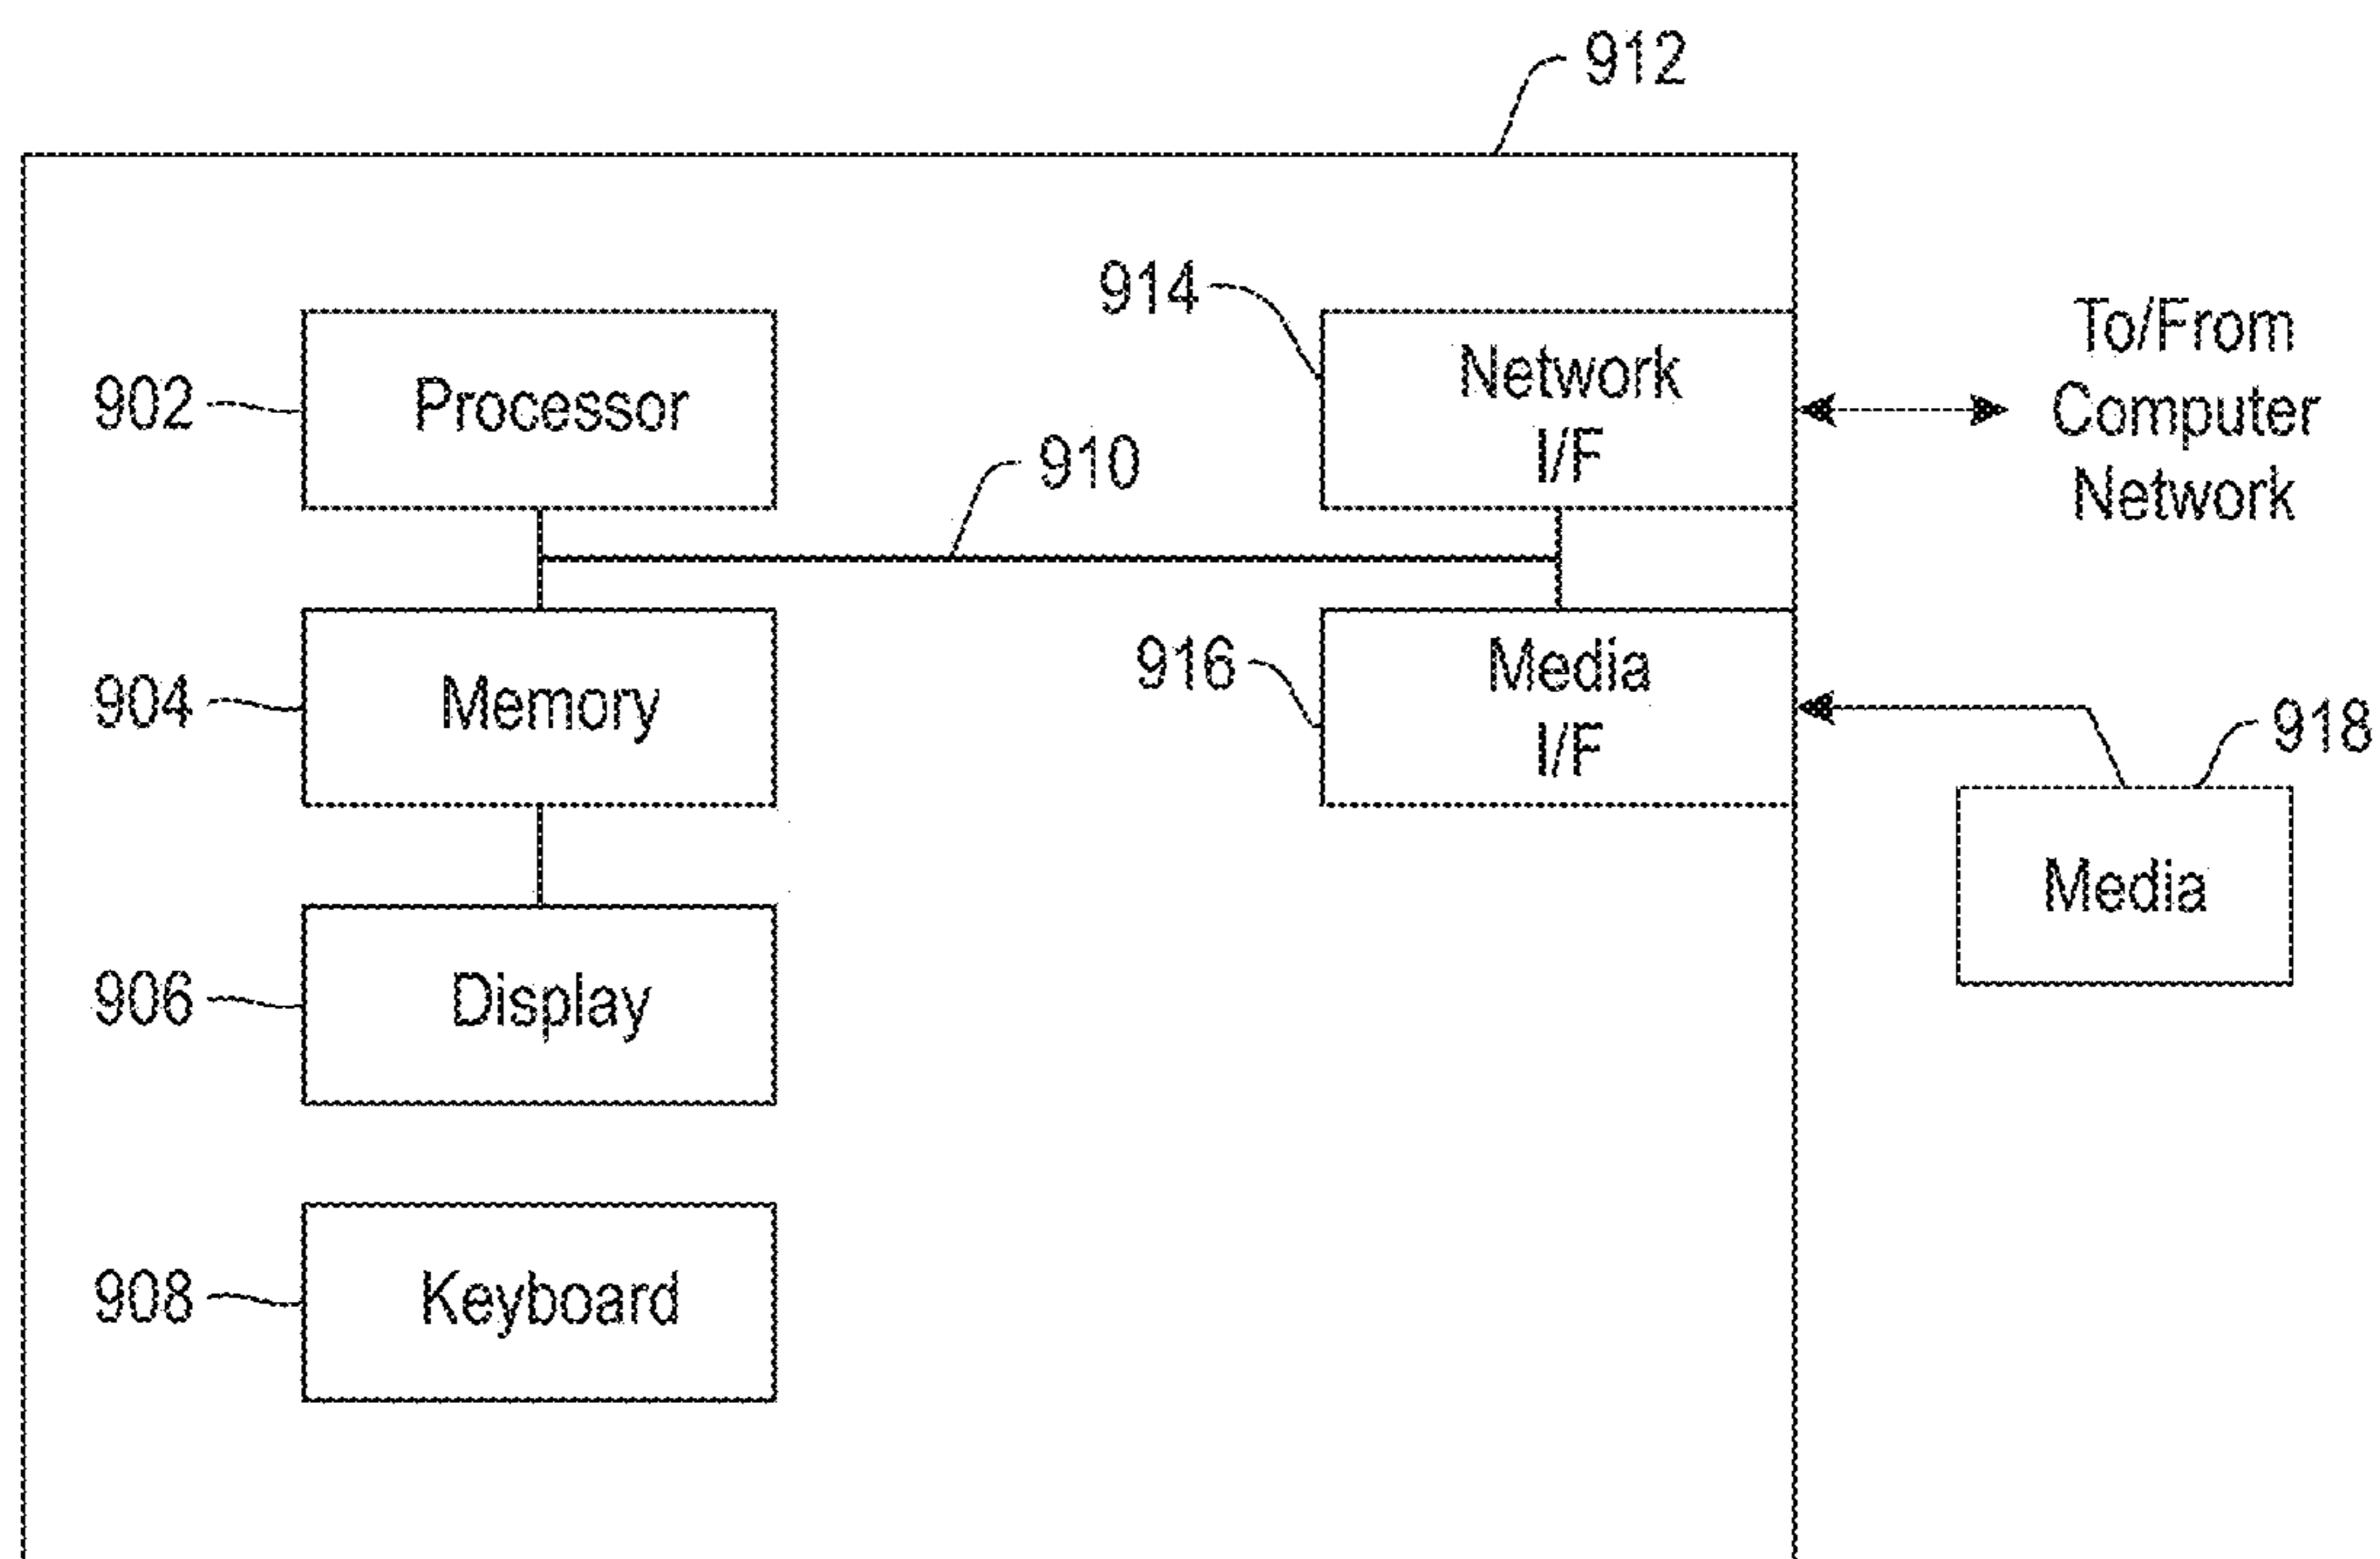 912
914
Network
I/F
To/From
Computer
Network
902
Processor
910
904
Memory
916
Media
I/F
918
Media
906
Display
908
Keyboard